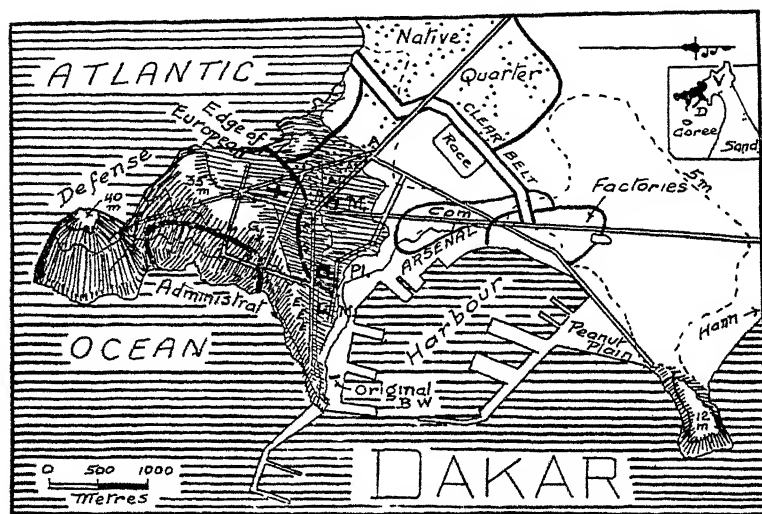 ATLANTIC
OCEAN
Native
Quarter
Edge of
European
Defense
40
m
35
m
Administrat
A
M.
G
Pl.
CLEAR BELT
Race
Com
ARSENAL
Factories
5m
Harbour
Peanut
Plain
Hann
12
m
Original
B W
V
D
Goree
Sand
0 500 1000
Metres
DAKAR